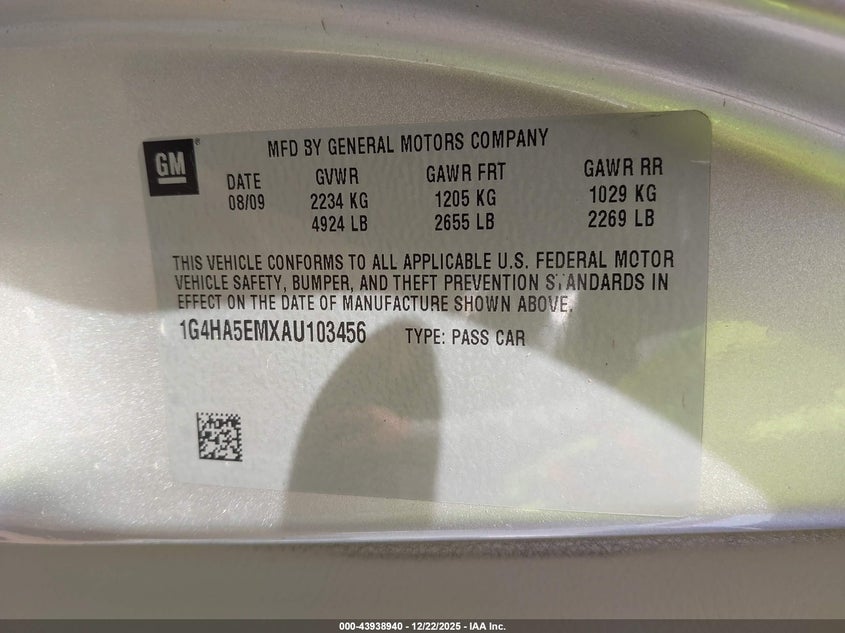 GM
MFD BY GENERAL MOTORS COMPANY
DATE GVWR GAWR FRT GAWR RR
08/09 2234 KG 1205 KG 1029 KG
4924 LB 2655 LB 2269 LB
THIS VEHICLE CONFORMS TO ALL APPLICABLE U.S. FEDERAL MOTOR
VEHICLE SAFETY, BUMPER, AND THEFT PREVENTION STANDARDS IN
EFFECT ON THE DATE OF MANUFACTURE SHOWN ABOVE.
1G4HA5EMXAU103456 TYPE: PASS CAR
000-43938940 - 12/22/2025 - IAA Inc.